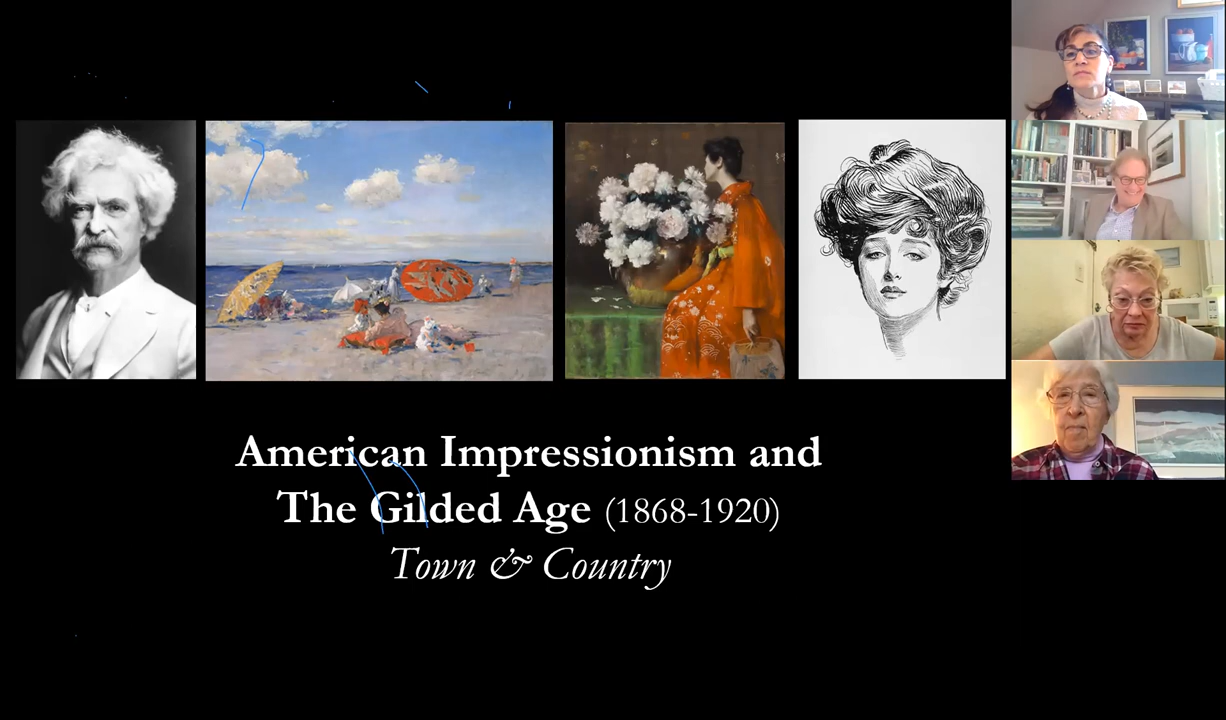 American Impressionism and
The Gilded Age (1868-1920)
Town & Country